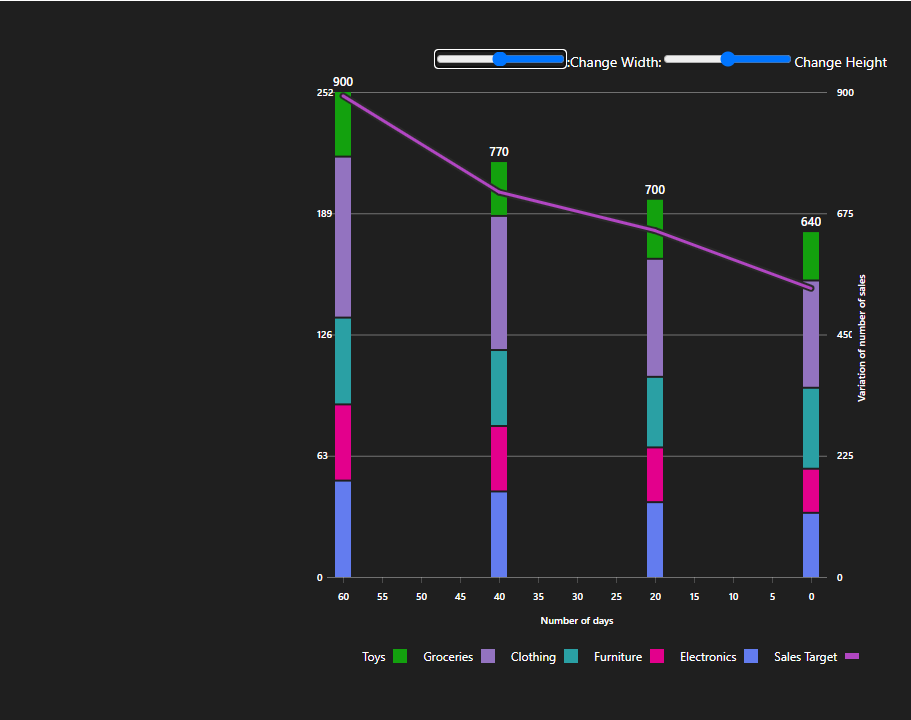 :Change Width: Change Height
900
770
700
640
252
189
126
63
0
900
675
450
225
0
Variation of number of sales
60 55 50 45 40 35 30 25 20 15 10 5 0
Number of days
Toys Groceries Clothing Furniture Electronics Sales Target